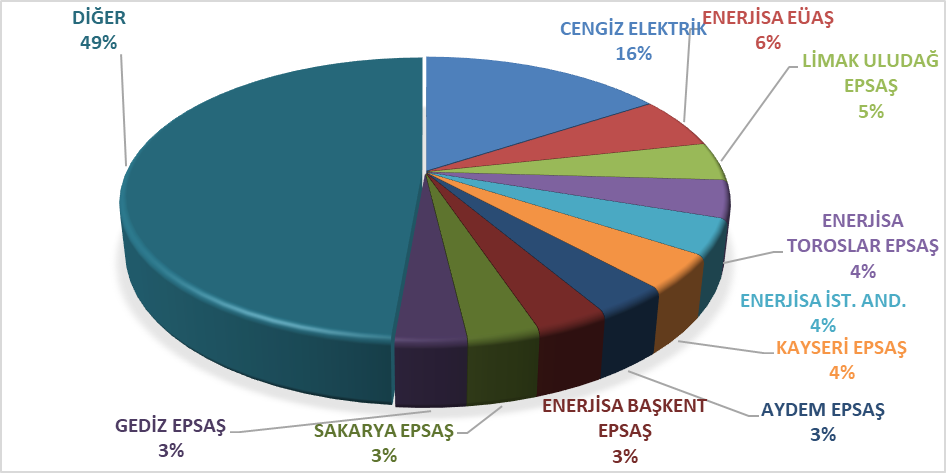 DİĞER
49%
CENGİZ ELEKTRİK
16%
ENERJİSA EÜAŞ
6%
LİMAK ULUDAĞ
EPSAŞ
5%
ENERJİSA
TOROSLAR EPSAŞ
4%
ENERJİSA İST. AND.
4%
KAYSERİ EPSAŞ
4%
AYDEM EPSAŞ
3%
ENERJİSA BAŞKENT
EPSAŞ
3%
SAKARYA EPSAŞ
3%
GEDİZ EPSAŞ
3%